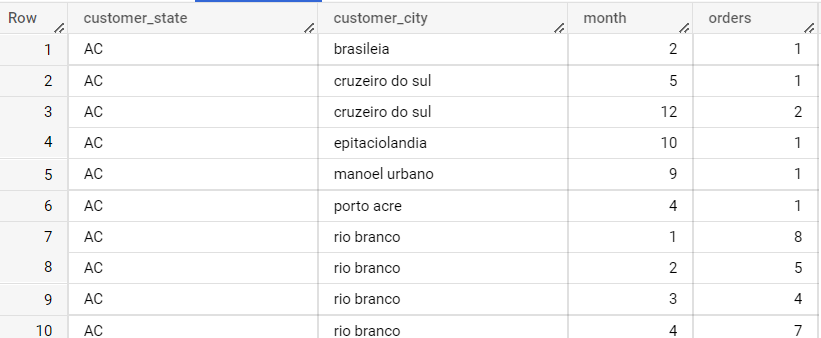 Row customer_state customer_city month orders
1 AC brasileia 2 1
2 AC cruzeiro do sul 5 1
3 AC cruzeiro do sul 12 2
4 AC epitaciolandia 10 1
5 AC manoel urbano 9 1
6 AC porto acre 4 1
7 AC rio branco 1 8
8 AC rio branco 2 5
9 AC rio branco 3 4
10 AC rio branco 4 7